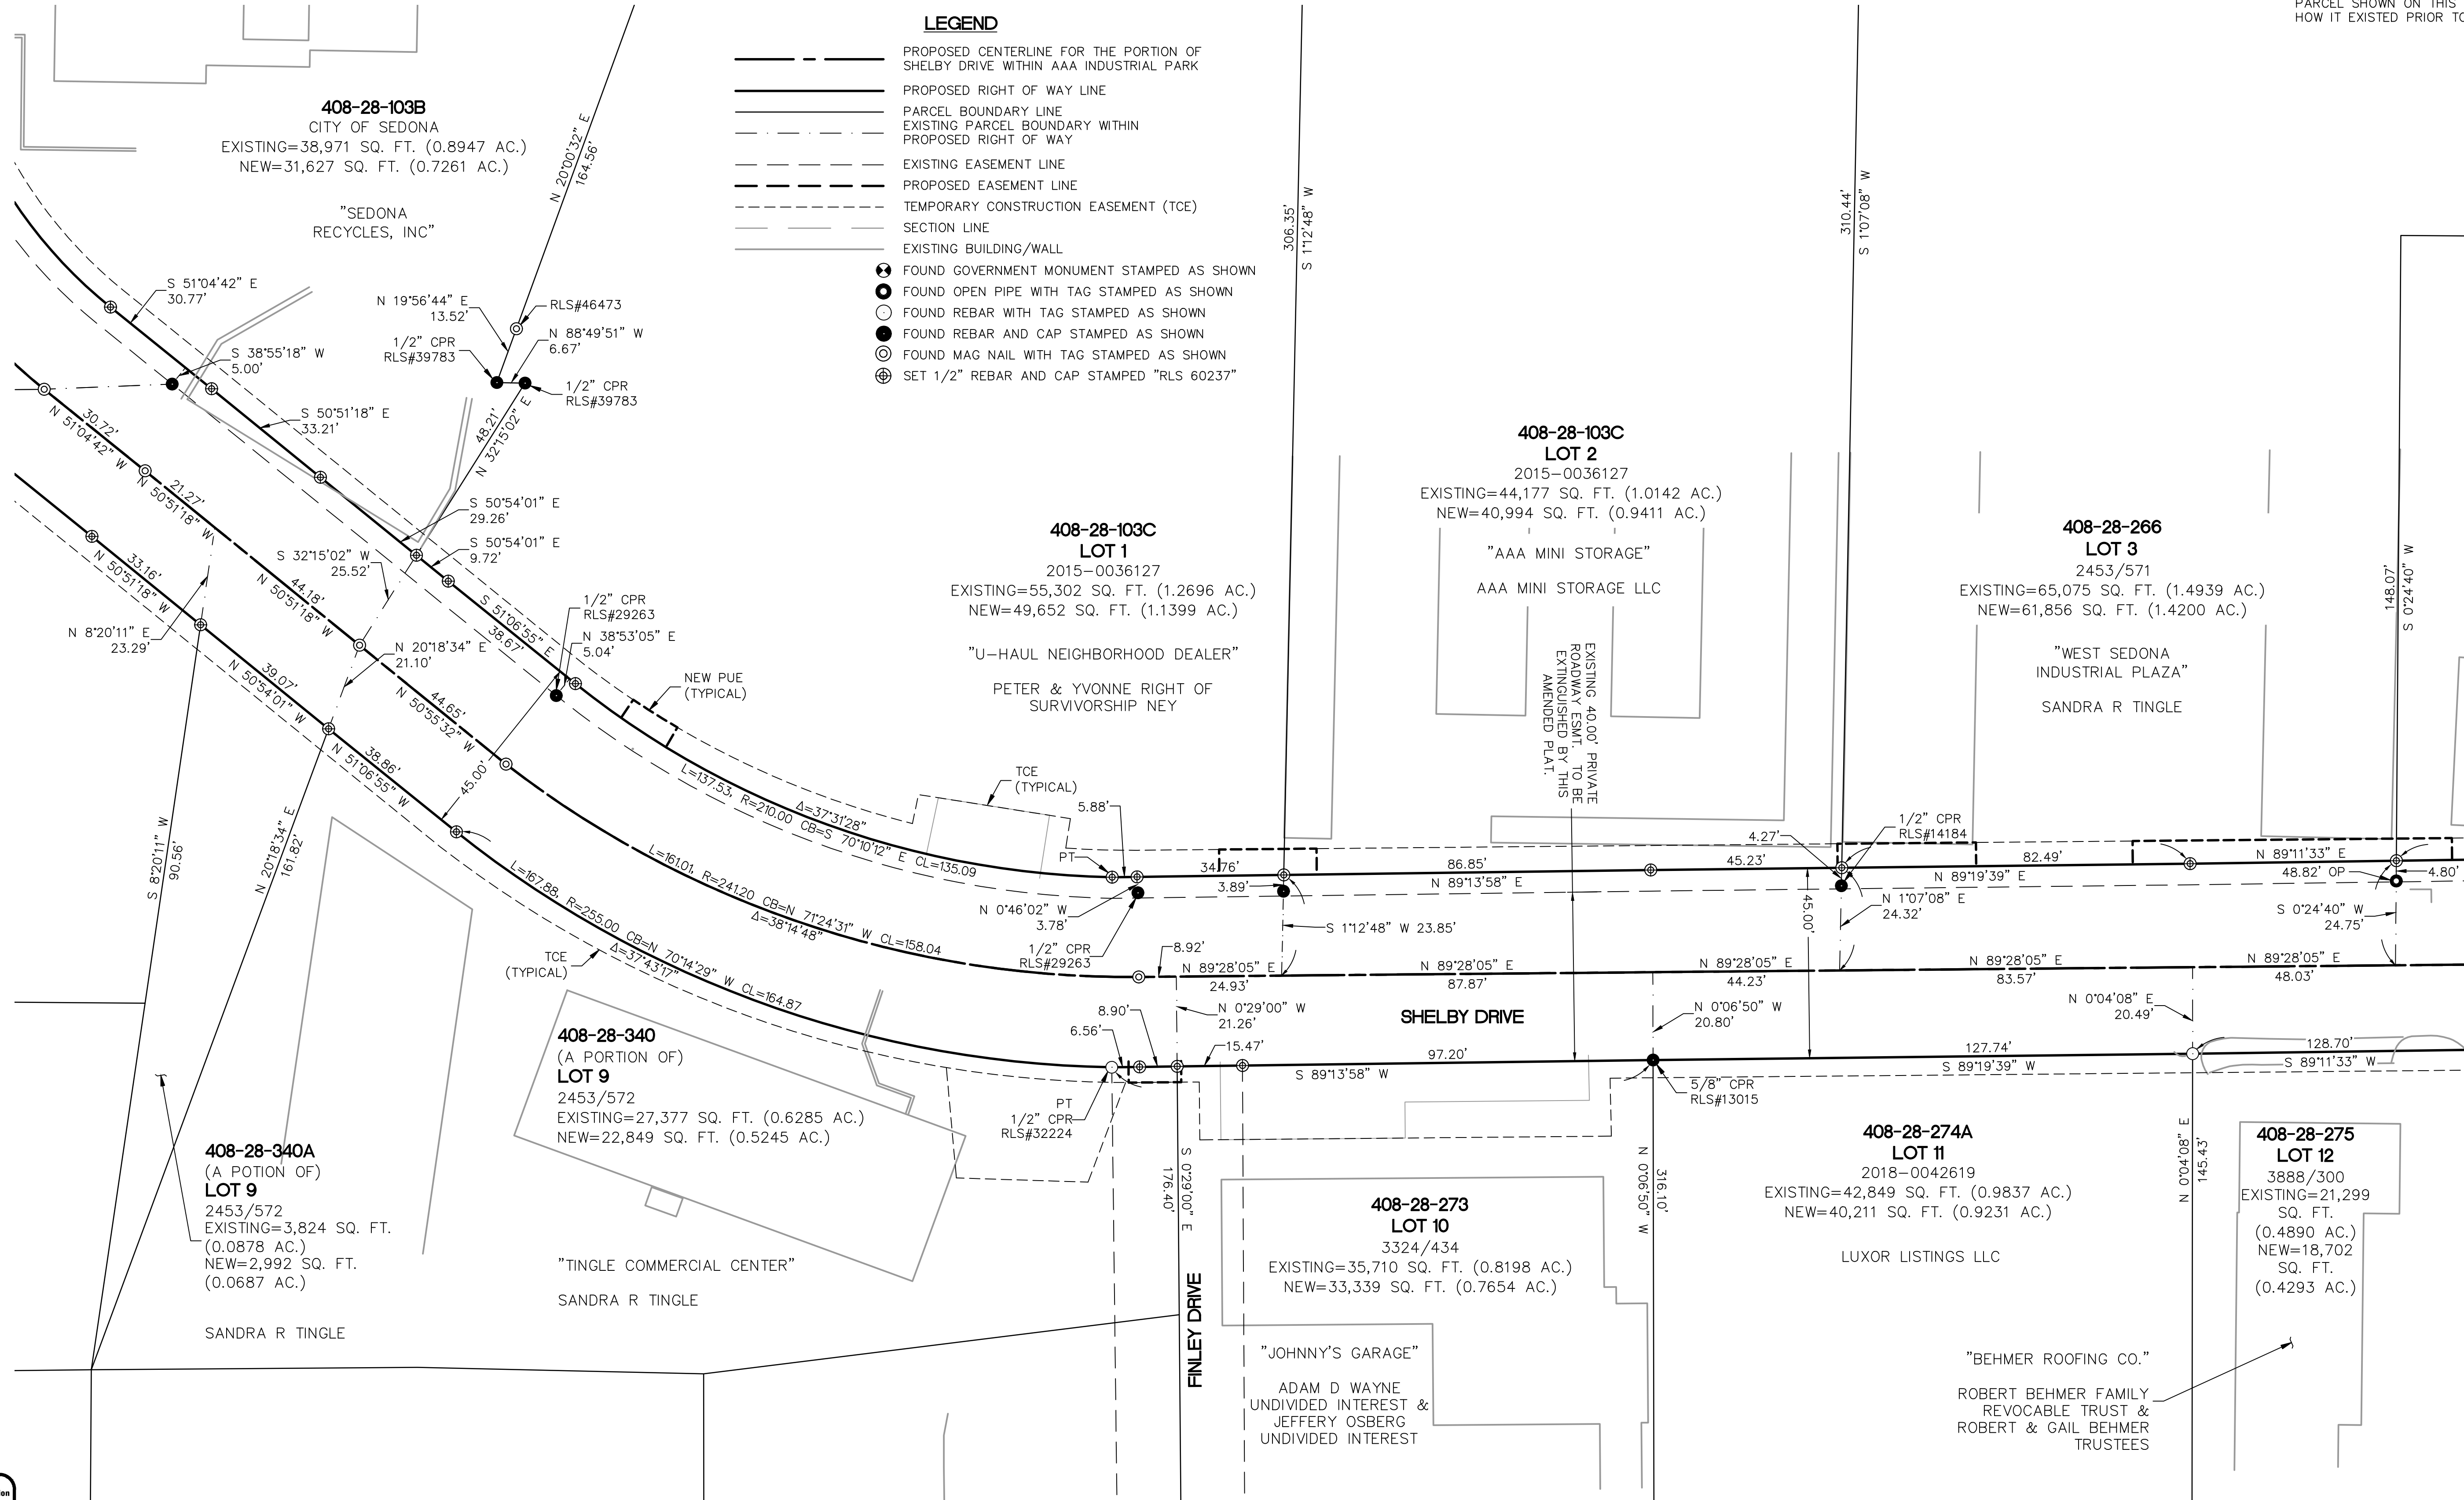 PARCEL SHOWN ON THIS
HOW IT EXISTED PRIOR TO
LEGEND
PROPOSED CENTERLINE FOR THE PORTION OF
SHELBY DRIVE WITHIN AAA INDUSTRIAL PARK
PROPOSED RIGHT OF WAY LINE
PARCEL BOUNDARY LINE
EXISTING PARCEL BOUNDARY WITHIN
PROPOSED RIGHT OF WAY
EXISTING EASEMENT LINE
PROPOSED EASEMENT LINE
TEMPORARY CONSTRUCTION EASEMENT (TCE)
SECTION LINE
EXISTING BUILDING/WALL
FOUND GOVERNMENT MONUMENT STAMPED AS SHOWN
FOUND OPEN PIPE WITH TAG STAMPED AS SHOWN
FOUND REBAR WITH TAG STAMPED AS SHOWN
FOUND REBAR AND CAP STAMPED AS SHOWN
FOUND MAG NAIL WITH TAG STAMPED AS SHOWN
SET 1/2" REBAR AND CAP STAMPED "RLS 60237"
408-28-103B
CITY OF SEDONA
EXISTING=38,971 SQ. FT. (0.8947 AC.)
NEW=31,627 SQ. FT. (0.7261 AC.)
"SEDONA
RECYCLES, INC"
N 20°00'32" E
164.56'
S 51°04'42" E
30.77'
N 19°56'44" E
13.52'
RLS#46473
1/2" CPR
RLS#39783
N 88°49'51" W
6.67'
1/2" CPR
RLS#39783
S 38°55'18" W
5.00'
S 50°51'18" E
33.21'
48.21'
N 32°15'02" E
30.72'
N 51°04'42" W
21.27'
N 50°51'18" W
S 50°54'01" E
29.26'
S 50°54'01" E
9.72'
S 32°15'02" W
25.52'
33.16'
N 50°51'18" W
44.18'
N 50°51'18" W
S 51°06'55" E
38.67'
1/2" CPR
RLS#29263
N 38°53'05" E
5.04'
N 8°20'11" E
23.29'
N 20°18'34" E
21.10'
39.07'
N 50°54'01" W
44.65'
N 50°55'32" W
NEW PUE
(TYPICAL)
38.86'
N 51°06'55" W
45.00'
S 8°20'11" W
90.56'
N 20°18'34" E
161.82'
Δ=37°31'28"
L=137.53, R=210.00 CB=S 70°10'12" E CL=135.09
L=161.01, R=241.20 CB=N 71°24'31" W CL=158.04
Δ=38°14'48"
L=167.88, R=255.00 CB=N 70°14'29" W CL=164.87
Δ=37°43'17"
TCE
(TYPICAL)
TCE
(TYPICAL)
306.35'
S 1°12'48" W
310.44'
S 1°07'08" W
148.07'
S 0°24'40" W
408-28-103C
LOT 1
2015-0036127
EXISTING=55,302 SQ. FT. (1.2696 AC.)
NEW=49,652 SQ. FT. (1.1399 AC.)
"U-HAUL NEIGHBORHOOD DEALER"
PETER & YVONNE RIGHT OF
SURVIVORSHIP NEY
408-28-103C
LOT 2
2015-0036127
EXISTING=44,177 SQ. FT. (1.0142 AC.)
NEW=40,994 SQ. FT. (0.9411 AC.)
"AAA MINI STORAGE"
AAA MINI STORAGE LLC
EXISTING 40.00' PRIVATE
ROADWAY ESMT. TO BE
EXTINGUISHED BY THIS
AMENDED PLAT.
408-28-266
LOT 3
2453/571
EXISTING=65,075 SQ. FT. (1.4939 AC.)
NEW=61,856 SQ. FT. (1.4200 AC.)
"WEST SEDONA
INDUSTRIAL PLAZA"
SANDRA R TINGLE
5.88'
PT
34.76'
3.89'
86.85'
N 89°13'58" E
4.27'
45.23'
1/2" CPR
RLS#14184
82.49'
N 89°19'39" E
N 89°11'33" E
48.82' OP
4.80'
N 0°46'02" W
3.78'
1/2" CPR
RLS#29263
S 1°12'48" W 23.85'
45.00'
N 1°07'08" E
24.32'
S 0°24'40" W
24.75'
8.92'
N 89°28'05" E
24.93'
N 89°28'05" E
87.87'
N 89°28'05" E
44.23'
N 89°28'05" E
83.57'
N 89°28'05" E
48.03'
SHELBY DRIVE
N 0°29'00" W
21.26'
N 0°06'50" W
20.80'
N 0°04'08" E
20.49'
8.90'
6.56'
15.47'
97.20'
S 89°13'58" W
127.74'
S 89°19'39" W
128.70'
S 89°11'33" W
PT
1/2" CPR
RLS#32224
5/8" CPR
RLS#13015
408-28-340
(A PORTION OF)
LOT 9
2453/572
EXISTING=27,377 SQ. FT. (0.6285 AC.)
NEW=22,849 SQ. FT. (0.5245 AC.)
"TINGLE COMMERCIAL CENTER"
SANDRA R TINGLE
408-28-340A
(A POTION OF)
LOT 9
2453/572
EXISTING=3,824 SQ. FT.
(0.0878 AC.)
NEW=2,992 SQ. FT.
(0.0687 AC.)
SANDRA R TINGLE
S 0°29'00" E
176.40'
FINLEY DRIVE
408-28-273
LOT 10
3324/434
EXISTING=35,710 SQ. FT. (0.8198 AC.)
NEW=33,339 SQ. FT. (0.7654 AC.)
"JOHNNY'S GARAGE"
ADAM D WAYNE
UNDIVIDED INTEREST &
JEFFERY OSBERG
UNDIVIDED INTEREST
N 0°06'50" W
316.10'
408-28-274A
LOT 11
2018-0042619
EXISTING=42,849 SQ. FT. (0.9837 AC.)
NEW=40,211 SQ. FT. (0.9231 AC.)
LUXOR LISTINGS LLC
N 0°04'08" E
145.43'
408-28-275
LOT 12
3888/300
EXISTING=21,299
SQ. FT.
(0.4890 AC.)
NEW=18,702
SQ. FT.
(0.4293 AC.)
"BEHMER ROOFING CO."
ROBERT BEHMER FAMILY
REVOCABLE TRUST &
ROBERT & GAIL BEHMER
TRUSTEES